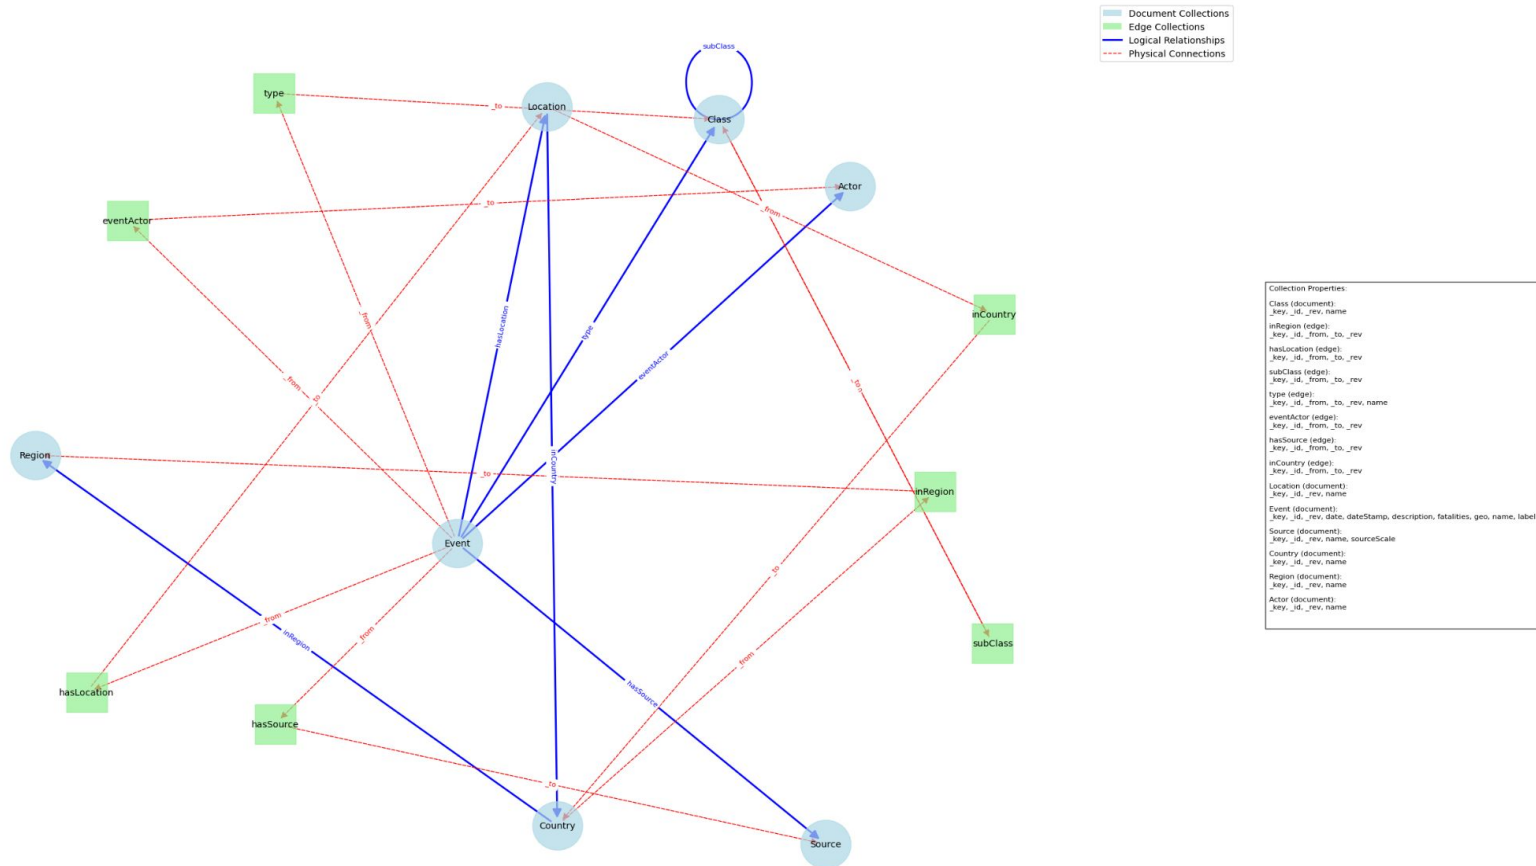 Document Collections
Edge Collections
Logical Relationships
Physical Connections
subClass
type
_to
Location
Class
Actor
eventActor
_to
_from
inCountry
hasLocation
type
_from
eventActor
_from
_to
_to
Region
_to
inCountry
inRegion
Event
_to
_from
_from
inRegion
_from
subClass
hasLocation
hasSource
hasSource
_to
Country
Source
Collection Properties:
Class (document):
_key, _id, _rev, name
inRegion (edge):
_key, _id, _from, _to, _rev
hasLocation (edge):
_key, _id, _from, _to, _rev
subClass (edge):
_key, _id, _from, _to, _rev
type (edge):
_key, _id, _from, _to, _rev, name
eventActor (edge):
_key, _id, _from, _to, _rev
hasSource (edge):
_key, _id, _from, _to, _rev
inCountry (edge):
_key, _id, _from, _to, _rev
Location (document):
_key, _id, _rev, name
Event (document):
_key, _id, _rev, date, dateStamp, description, fatalities, geo, name, label
Source (document):
_key, _id, _rev, name, sourceScale
Country (document):
_key, _id, _rev, name
Region (document):
_key, _id, _rev, name
Actor (document):
_key, _id, _rev, name